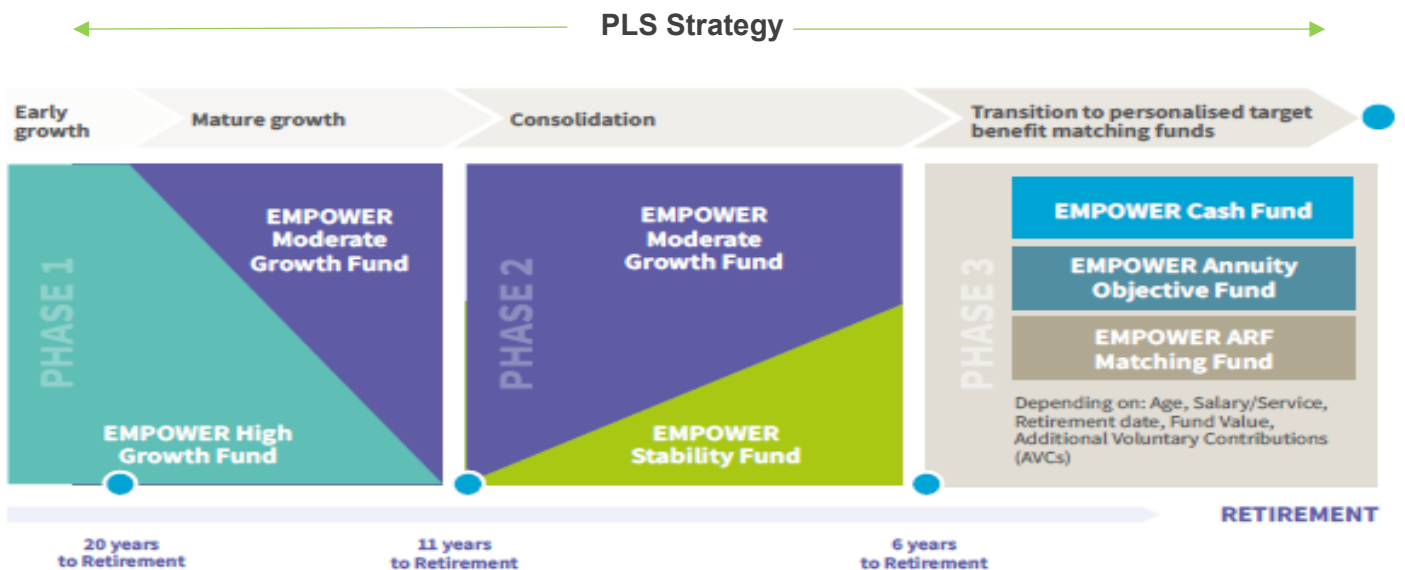 PLS Strategy
Early
growth
Mature growth
Consolidation
Transition to personalised target
benefit matching funds
PHASE 1
EMPOWER
Moderate
Growth Fund
EMPOWER High
Growth Fund
PHASE 2
EMPOWER
Moderate
Growth Fund
EMPOWER
Stability Fund
PHASE 3
EMPOWER Cash Fund
EMPOWER Annuity
Objective Fund
EMPOWER ARF
Matching Fund
Depending on: Age, Salary/Service,
Retirement date, Fund Value,
Additional Voluntary Contributions
(AVCs)
RETIREMENT
20 years
to Retirement
11 years
to Retirement
6 years
to Retirement